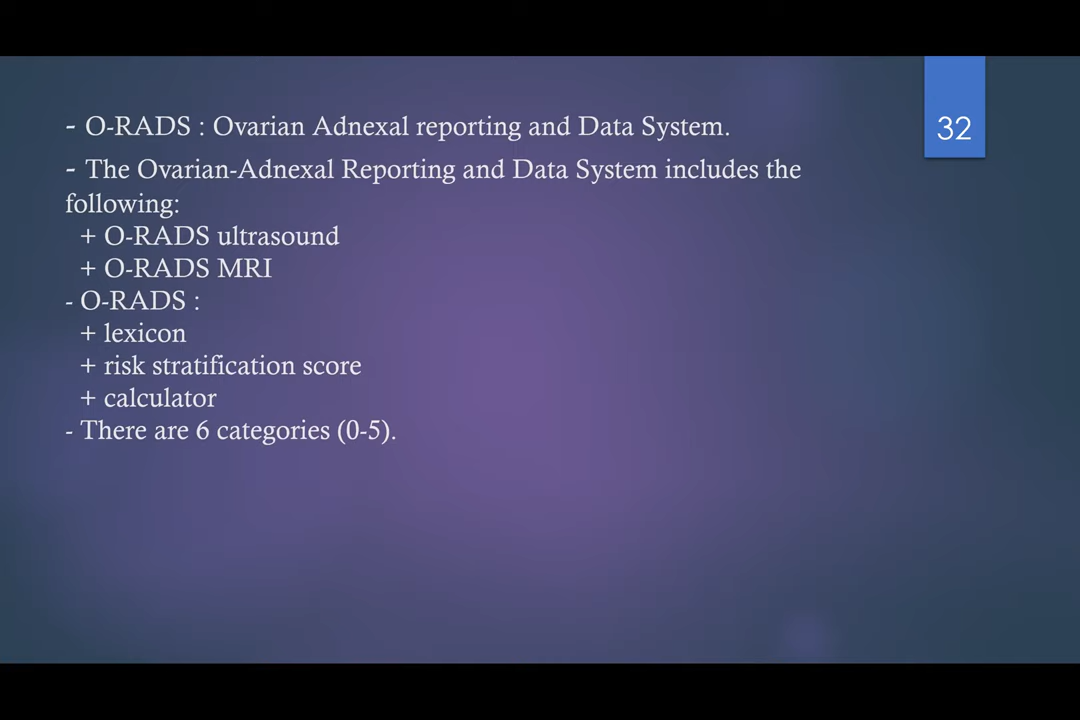 - O-RADS : Ovarian Adnexal reporting and Data System.
32
- The Ovarian-Adnexal Reporting and Data System includes the
following:
+ O-RADS ultrasound
+ O-RADS MRI
- O-RADS :
+ lexicon
+ risk stratification score
+ calculator
- There are 6 categories (0-5).